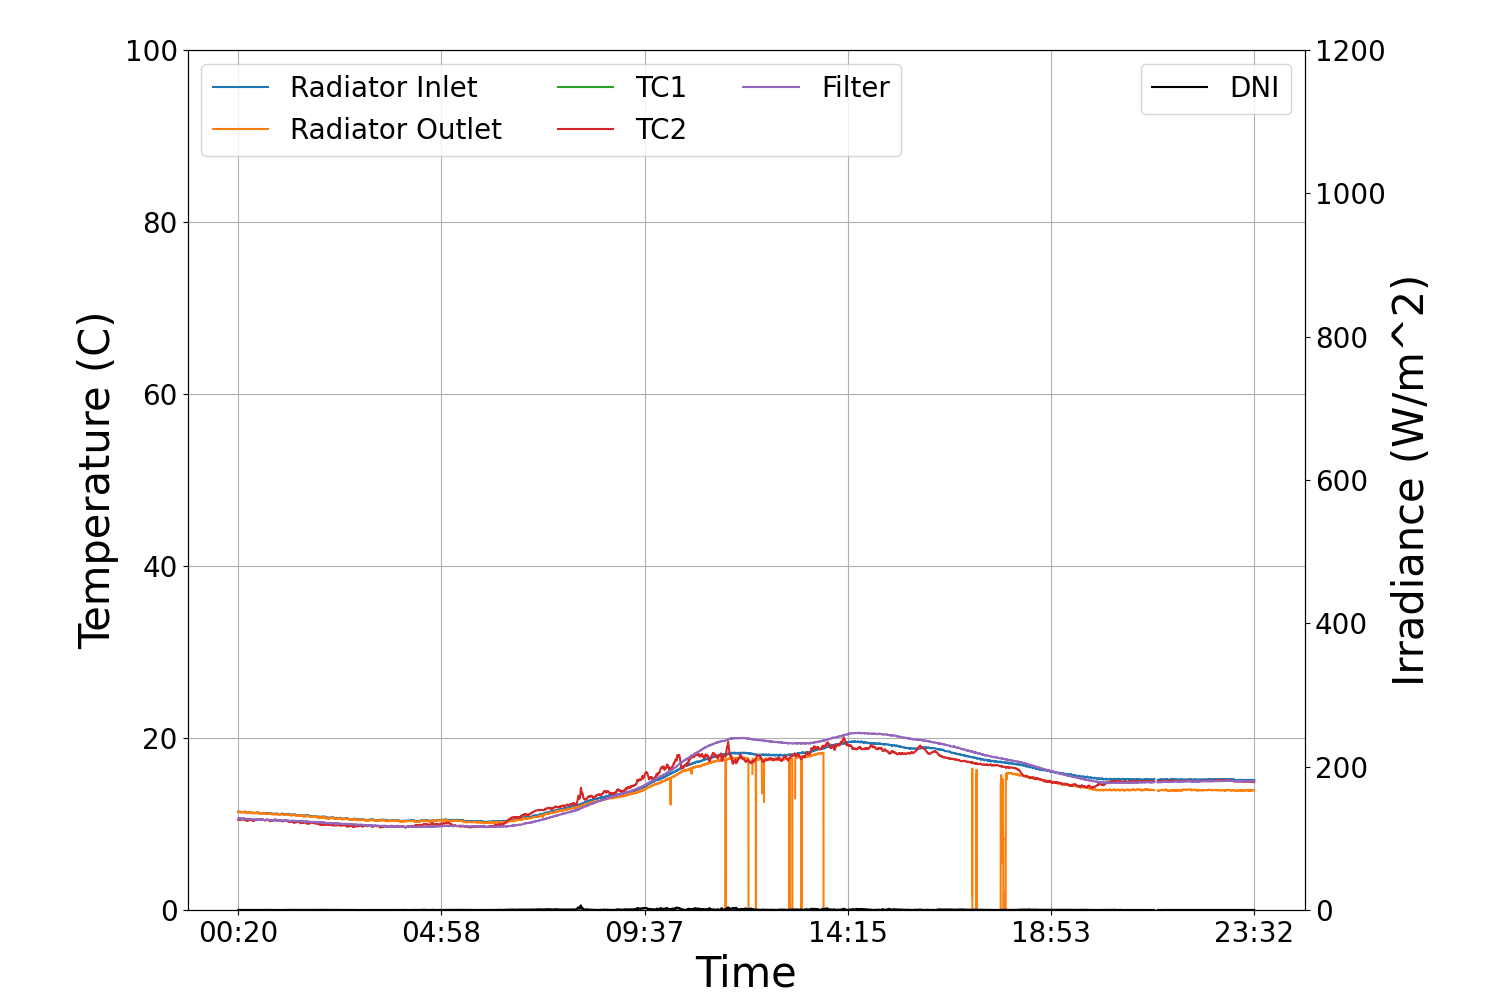 100
80
60
40
20
0
Temperature (C)
Radiator Inlet
Radiator Outlet
TC1
TC2
Filter
DNI
1200
1000
800
600
400
200
0
Irradiance (W/m^2)
00:20 04:58 09:37 14:15 18:53 23:32
Time